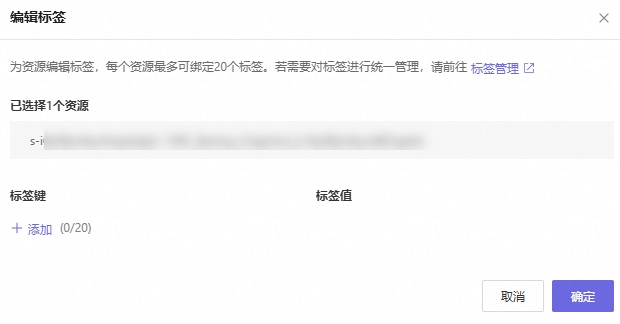 编辑标签
为资源编辑标签，每个资源最多可绑定20个标签。若需要对标签进行统一管理，请前往 标签管理
已选择1个资源
s-i
标签键 标签值
+ 添加 (0/20)
取消 确定